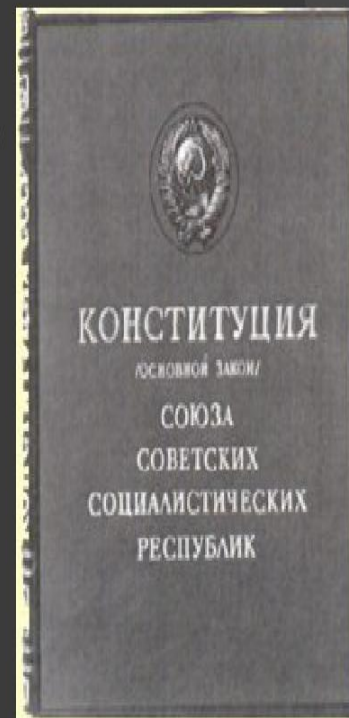 КОНСТИТУЦИЯ
/ОСНОВНОЙ ЗАКОН/
СОЮЗА
СОВЕТСКИХ
СОЦИАЛИСТИЧЕСКИХ
РЕСПУБЛИК